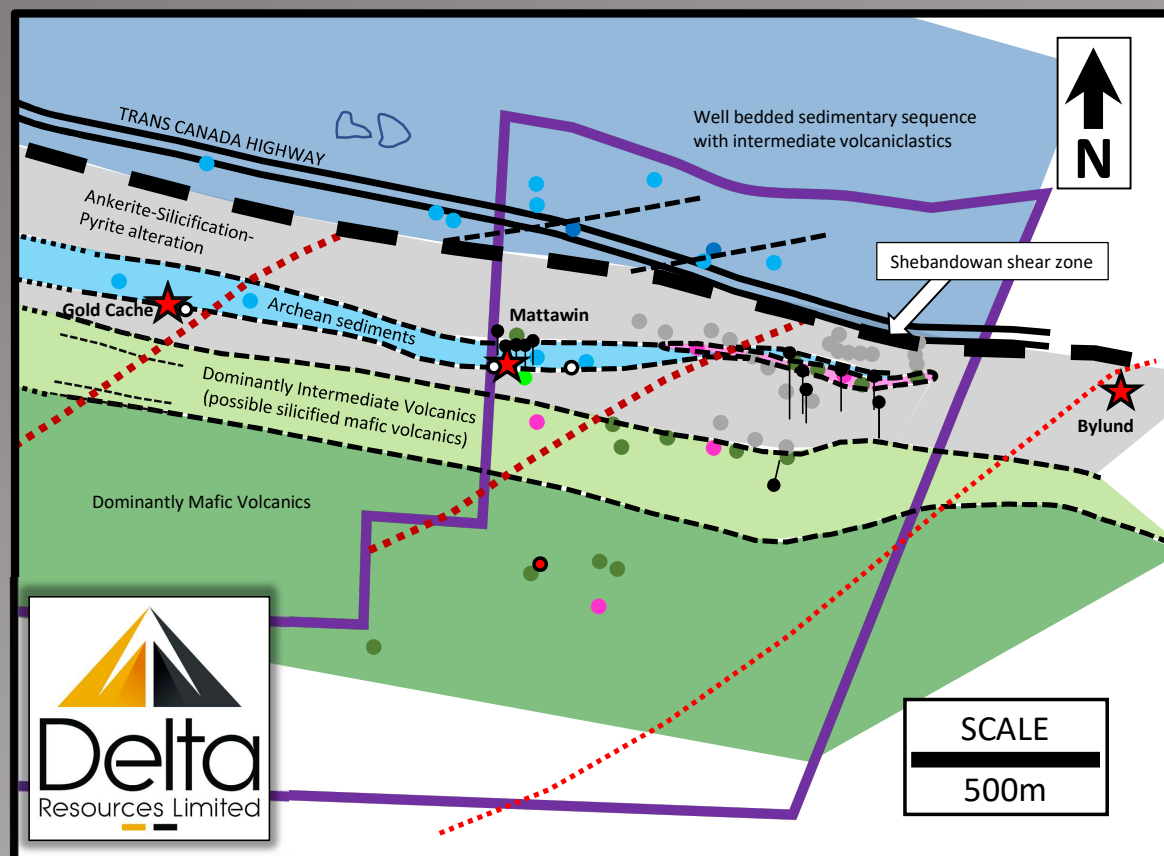 TRANS CANADA HIGHWAY
Well bedded sedimentary sequence
with intermediate volcaniclastics
N
Ankerite-Silicification-
Pyrite alteration
Shebandowan shear zone
Gold Cache
Archean sediments
Mattawin
Dominantly Intermediate Volcanics
(possible silicified mafic volcanics)
Bylund
Dominantly Mafic Volcanics
Delta
Resources Limited
SCALE
500m